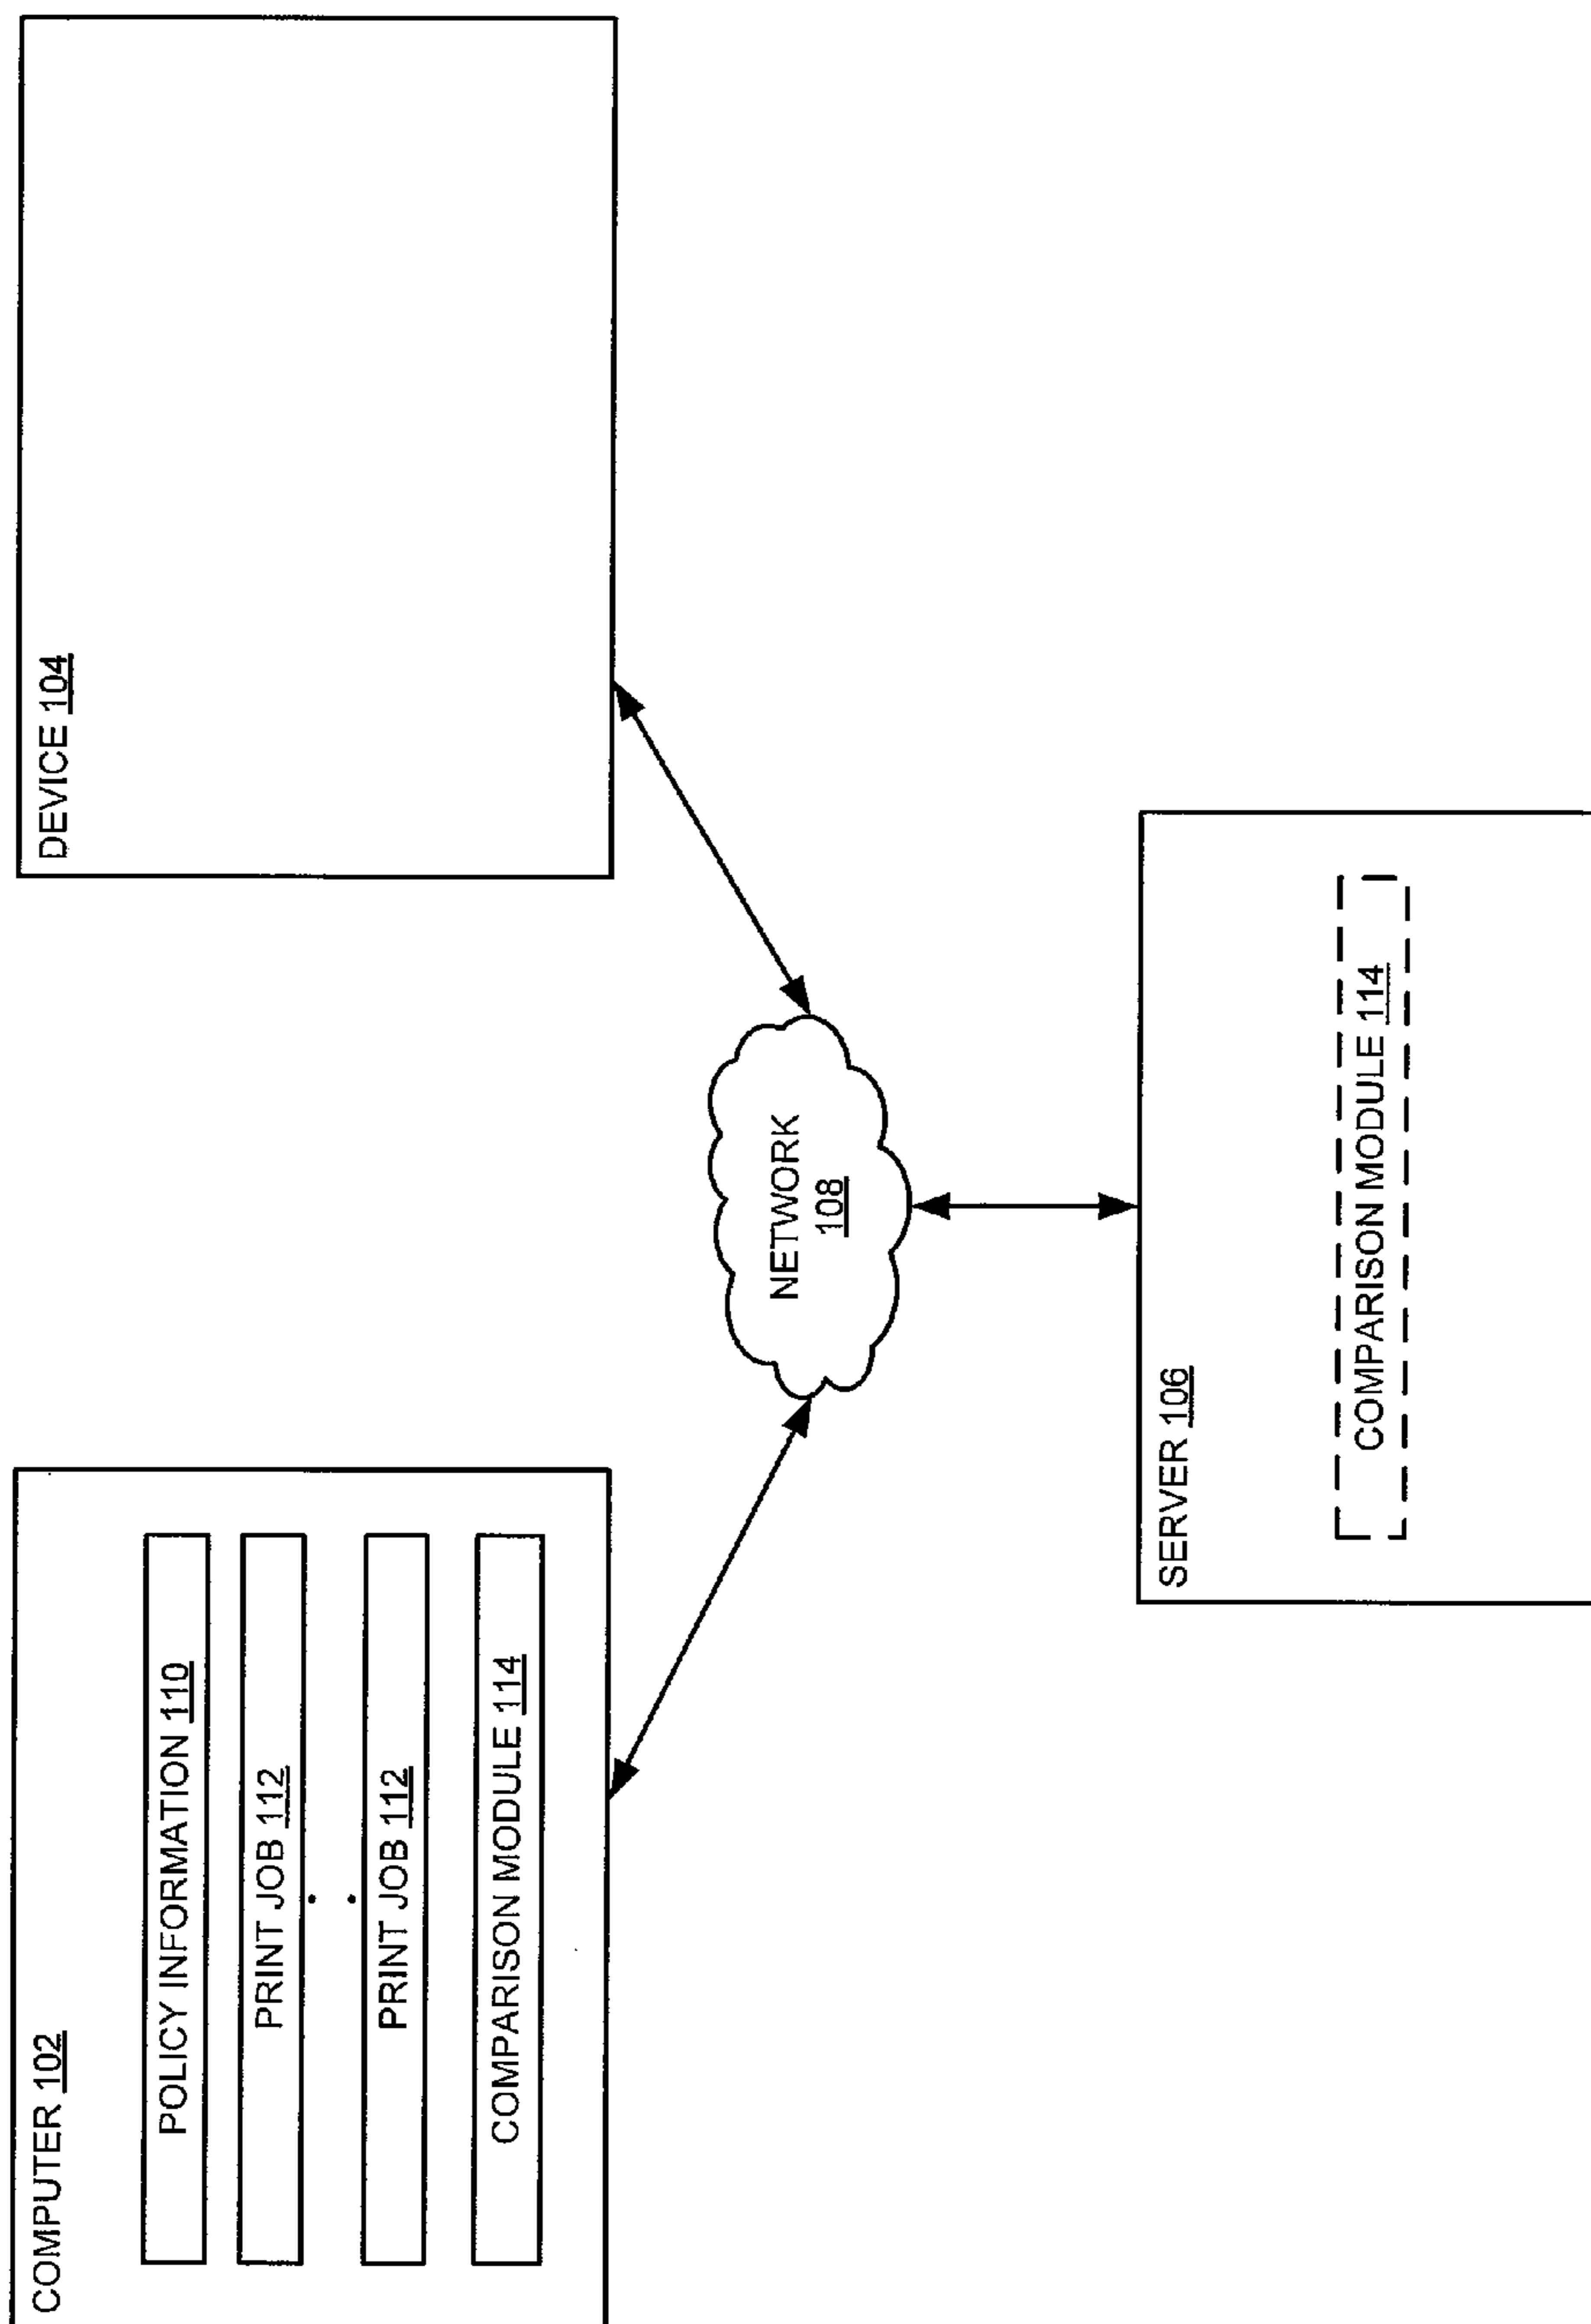 COMPUTER 102
POLICY INFORMATION 110
PRINT JOB 112
PRINT JOB 112
COMPARISON MODULE 114
NETWORK
108
DEVICE 104
SERVER 106
COMPARISON MODULE 114